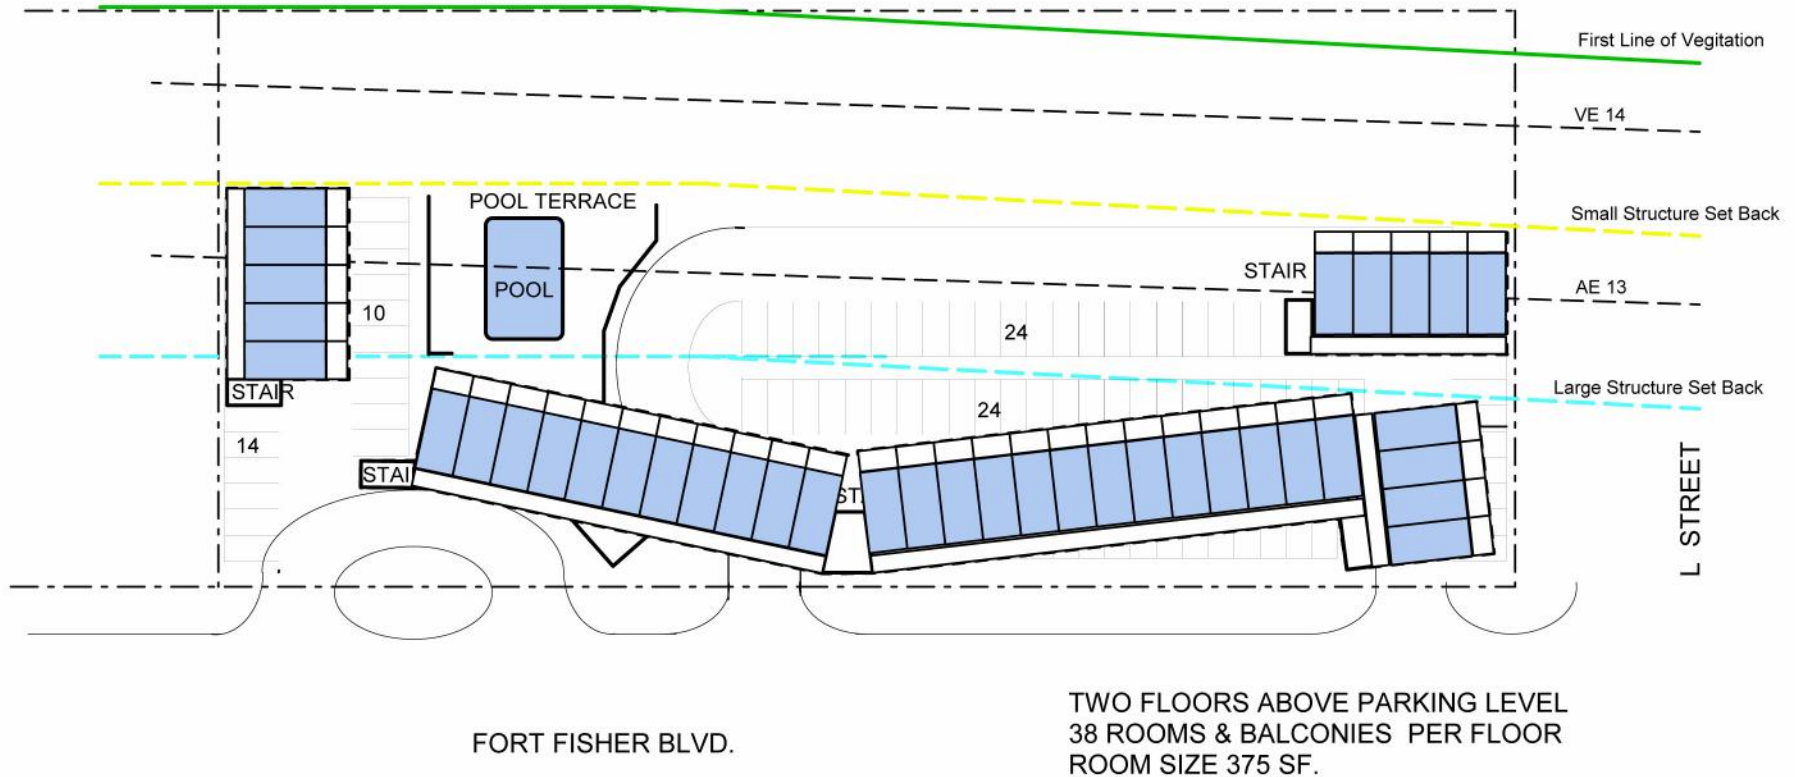 First Line of Vegitation
VE 14
POOL TERRACE
Small Structure Set Back
STAIR
POOL
AE 13
10
24
STAIR
Large Structure Set Back
24
14
STAI
STA
L STREET
TWO FLOORS ABOVE PARKING LEVEL
38 ROOMS & BALCONIES PER FLOOR
FORT FISHER BLVD.
ROOM SIZE 375 SF.